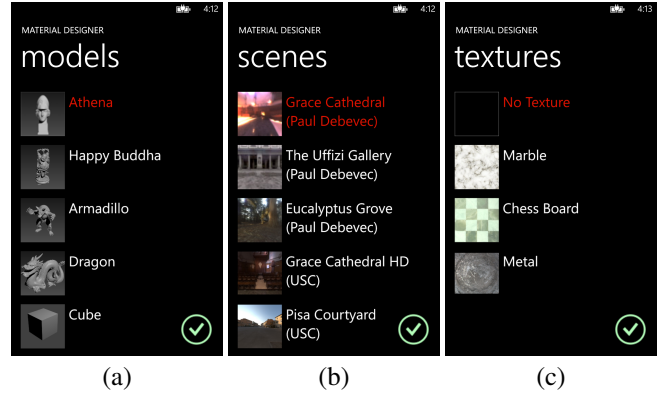 4:12
MATERIAL DESIGNER
models
Athena
Happy Buddha
Armadillo
Dragon
Cube
(a)
4:12
MATERIAL DESIGNER
scenes
Grace Cathedral
(Paul Debevec)
The Uffizi Gallery
(Paul Debevec)
Eucalyptus Grove
(Paul Debevec)
Grace Cathedral HD
(USC)
Pisa Courtyard
(USC)
(b)
4:13
MATERIAL DESIGNER
textures
No Texture
Marble
Chess Board
Metal
(c)